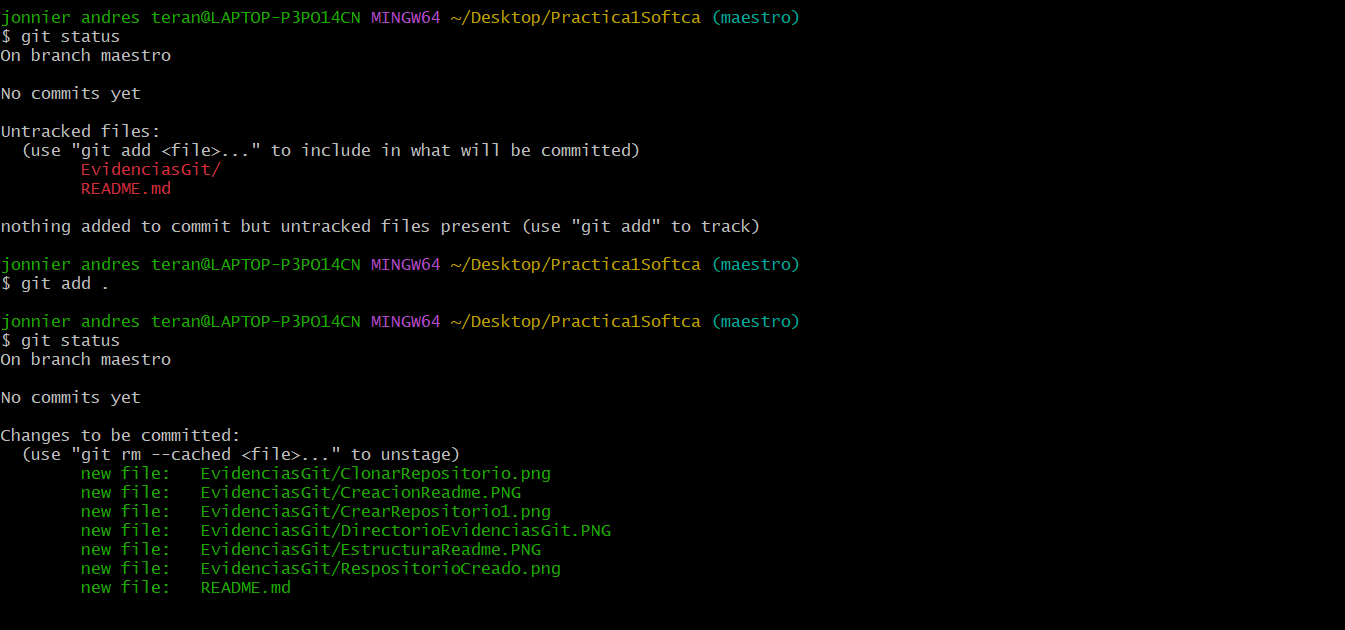 jonnier andres teran@LAPTOP-P3PO14CN MINGW64 ~/Desktop/Practica1Softca (maestro)
$ git status
On branch maestro
No commits yet
Untracked files:
  (use "git add <file>..." to include in what will be committed)
        EvidenciasGit/
        README.md
nothing added to commit but untracked files present (use "git add" to track)
jonnier andres teran@LAPTOP-P3PO14CN MINGW64 ~/Desktop/Practica1Softca (maestro)
$ git add .
jonnier andres teran@LAPTOP-P3PO14CN MINGW64 ~/Desktop/Practica1Softca (maestro)
$ git status
On branch maestro
No commits yet
Changes to be committed:
  (use "git rm --cached <file>..." to unstage)
        new file:   EvidenciasGit/ClonarRepositorio.png
        new file:   EvidenciasGit/CreacionReadme.PNG
        new file:   EvidenciasGit/CrearRepositorio1.png
        new file:   EvidenciasGit/DirectorioEvidenciasGit.PNG
        new file:   EvidenciasGit/EstructuraReadme.PNG
        new file:   EvidenciasGit/RespositorioCreado.png
        new file:   README.md